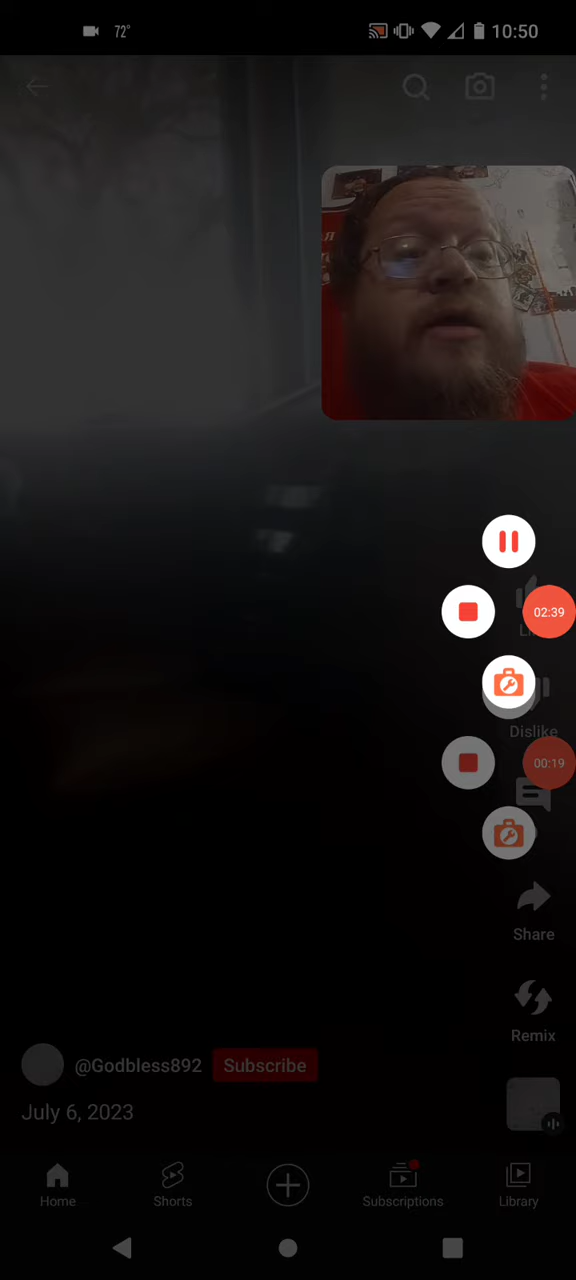 72°
10:50
02:39
Dislike
00:19
Share
Remix
@Godbless892 Subscribe
July 6, 2023
Home
Shorts
Subscriptions
Library